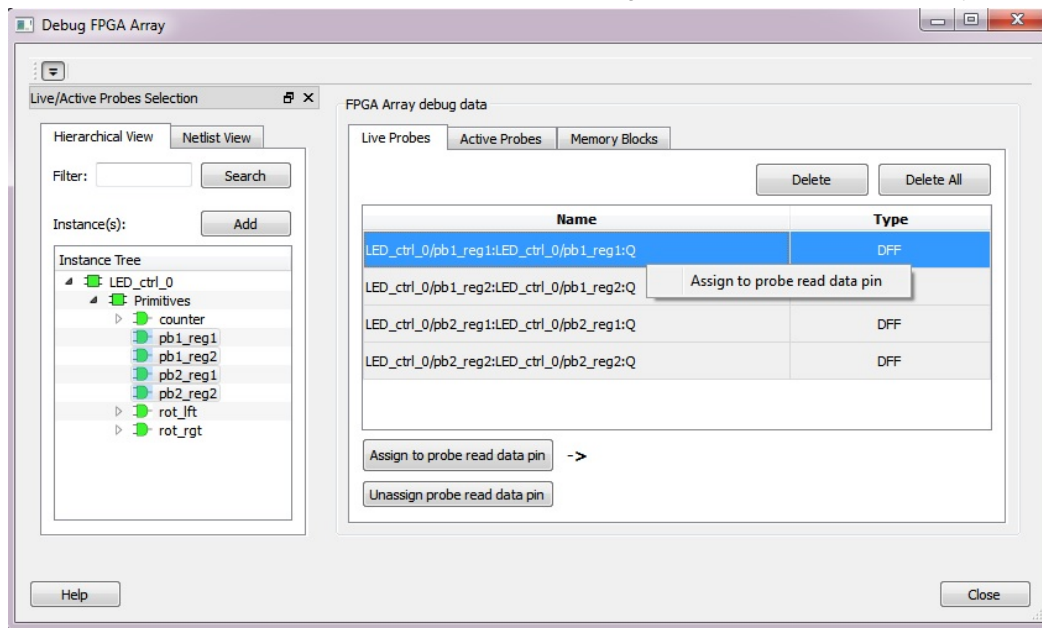 Debug FPGA Array
Live/Active Probes Selection
Hierarchical View Netlist View
Filter: Search
Instance(s): Add
Instance Tree
LED_ctrl_0
Primitives
counter
pb1_reg1
pb1_reg2
pb2_reg1
pb2_reg2
rot_lft
rot_rgt
FPGA Array debug data
Live Probes Active Probes Memory Blocks
Delete Delete All
Name Type
LED_ctrl_0/pb1_reg1:LED_ctrl_0/pb1_reg1:Q DFF
LED_ctrl_0/pb1_reg2:LED_ctrl_0/pb1_reg2:Q
Assign to probe read data pin
LED_ctrl_0/pb2_reg1:LED_ctrl_0/pb2_reg1:Q DFF
LED_ctrl_0/pb2_reg2:LED_ctrl_0/pb2_reg2:Q DFF
Assign to probe read data pin ->
Unassign probe read data pin
Help Close